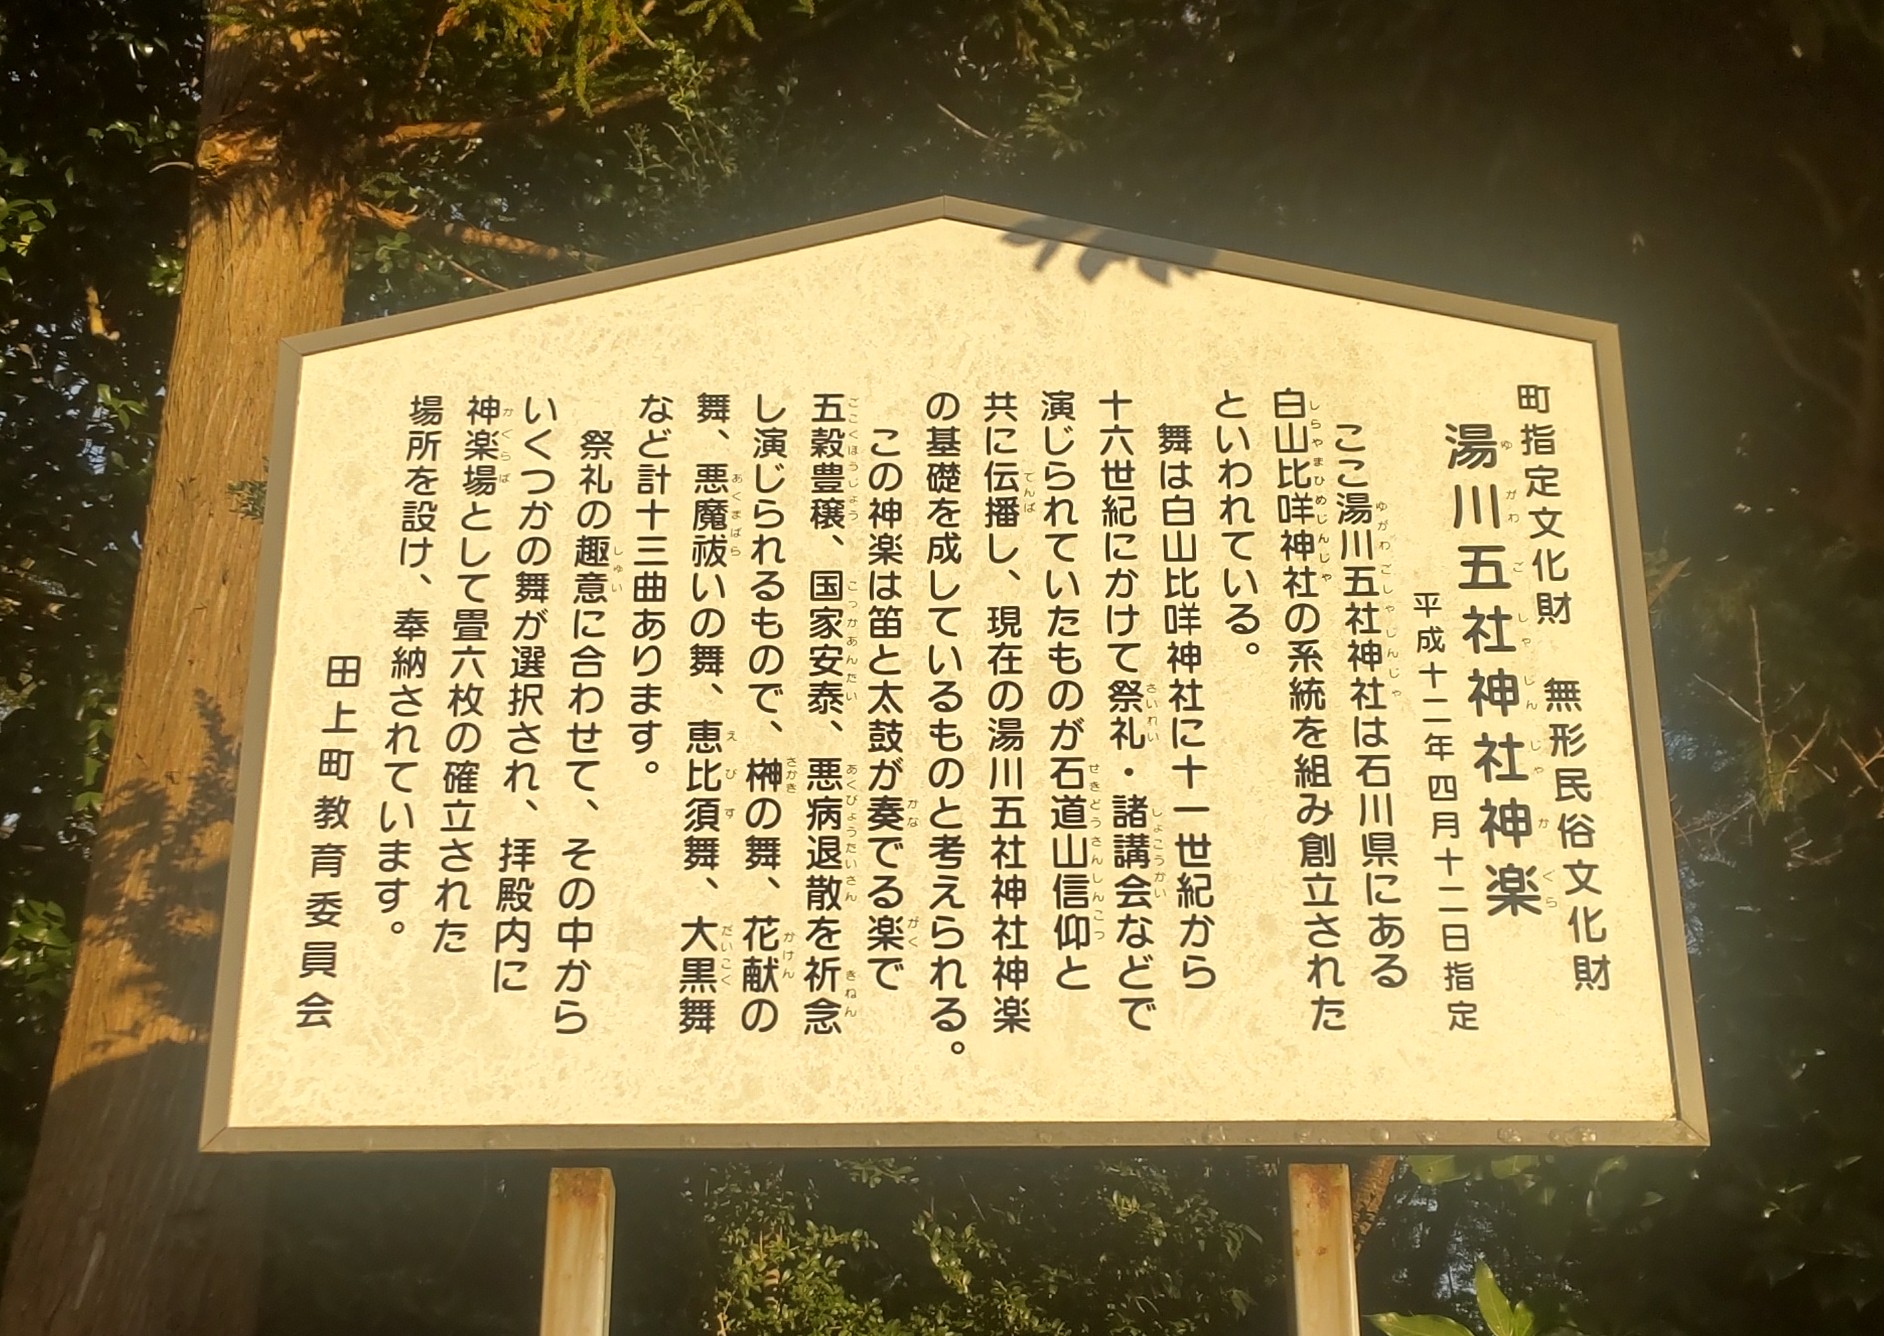 町指定文化財　無形民俗文化財
湯川五社神社神楽
平成十二年四月十二日指定
ここ湯川五社神社は石川県にある
白山比咩神社の系統を組み創立された
といわれている。
舞は白山比咩神社に十一世紀から
十六世紀にかけて祭礼・諸講会などで
演じられていたものが石道山信仰と
共に伝播し、現在の湯川五社神社神楽
の基礎を成しているものと考えられる。
この神楽は笛と太鼓が奏でる楽で
五穀豊穣、国家安泰、悪病退散を祈念
し演じられるもので、榊の舞、花献の
舞、悪魔祓いの舞、恵比須舞、大黒舞
など計十三曲あります。
祭礼の趣意に合わせて、その中から
いくつかの舞が選択され、拝殿内に
神楽場として畳六枚の確立された
場所を設け、奉納されています。
田上町教育委員会